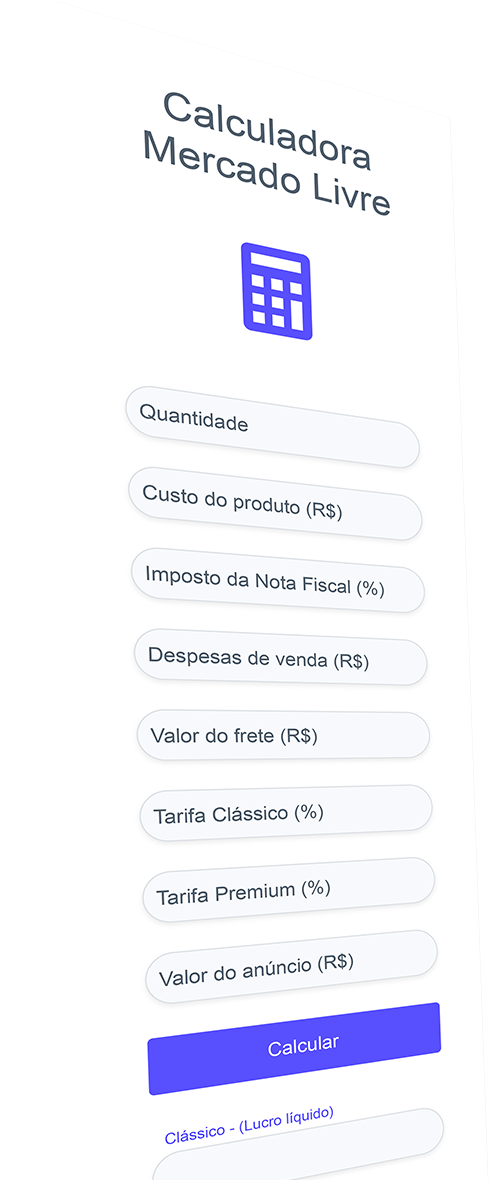 Calculadora
Mercado Livre
Quantidade
Custo do produto (R$)
Imposto da Nota Fiscal (%)
Despesas de venda (R$)
Valor do frete (R$)
Tarifa Clássico (%)
Tarifa Premium (%)
Valor do anúncio (R$)
Calcular
Clássico - (Lucro líquido)